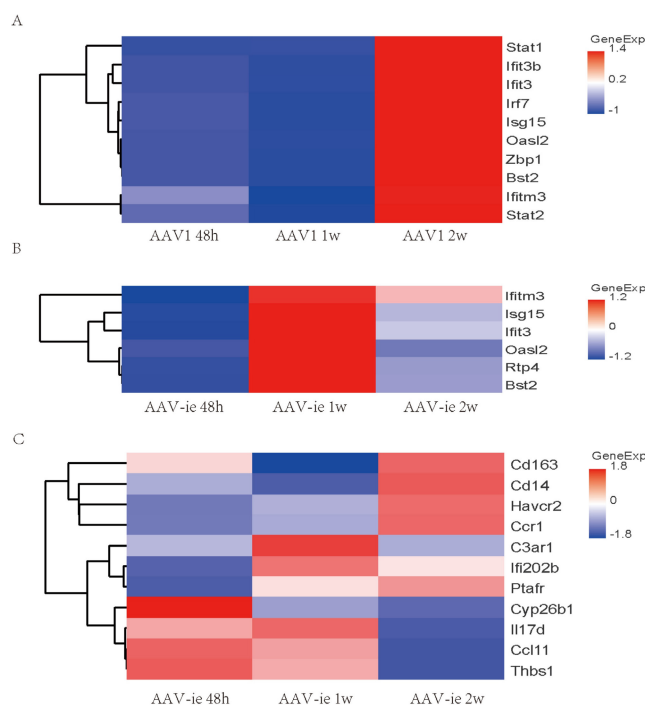 A
GeneExp
Stat1
1.4
Ifit3b
Ifit3
0.2
Irf7
-1
Isg15
Oasl2
Zbp1
Bst2
Ifitm3
Stat2
AAV1 48h AAV1 1w AAV1 2w
B
GeneExp
Ifitm3
1.2
Isg15
Ifit3
0
Oasl2
-1.2
Rtp4
Bst2
AAV-ie 48h AAV-ie 1w AAV-ie 2w
C
GeneExp
Cd163
1.8
Cd14
0
Havcr2
Ccr1
-1.8
C3ar1
Ifi202b
Ptafr
Cyp26b1
Il17d
Ccl11
Thbs1
AAV-ie 48h AAV-ie 1w AAV-ie 2w